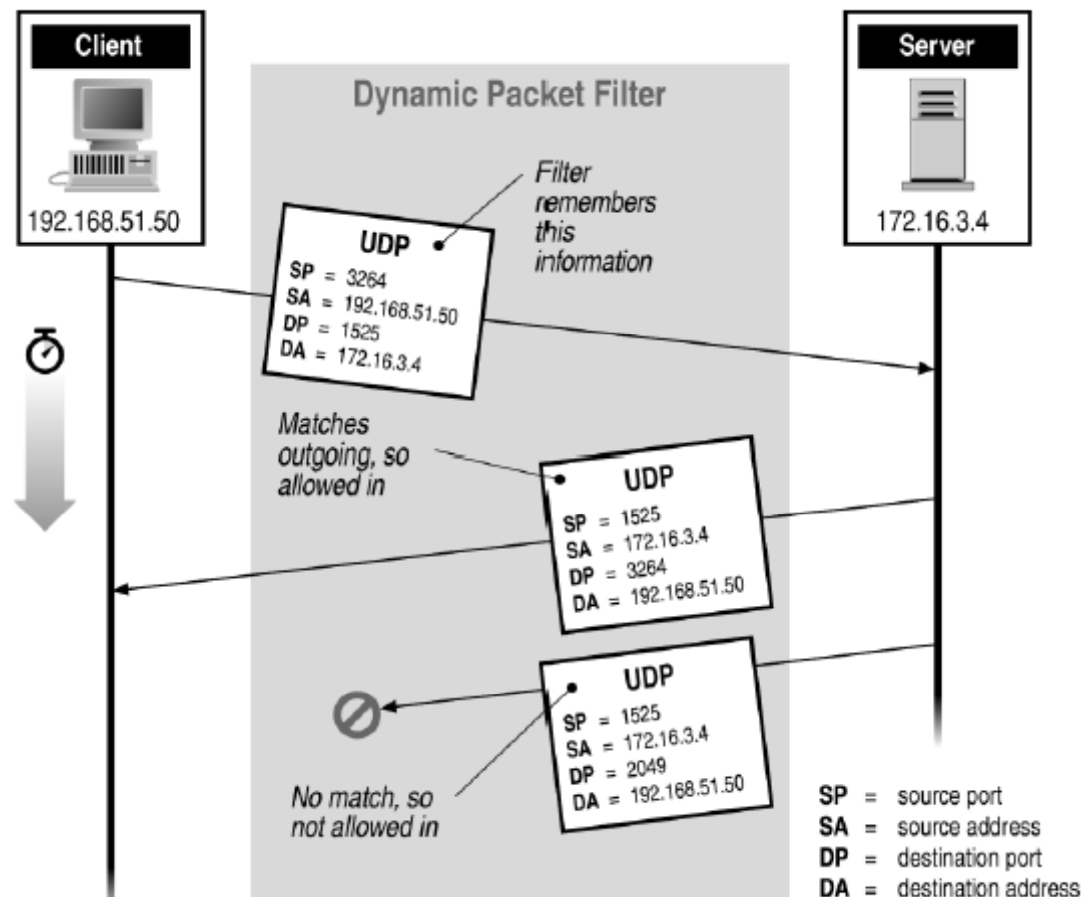 Client
192.168.51.50
Server
172.16.3.4
Dynamic Packet Filter
Filter
remembers
this
information
UDP
SP = 3264
SA = 192.168.51.50
DP = 1525
DA = 172.16.3.4
Matches
outgoing, so
allowed in
UDP
SP = 1525
SA = 172.16.3.4
DP = 3264
DA = 192.168.51.50
UDP
SP = 1525
SA = 172.16.3.4
DP = 2049
DA = 192.168.51.50
No match, so
not allowed in
SP = source port
SA = source address
DP = destination port
DA = destination address